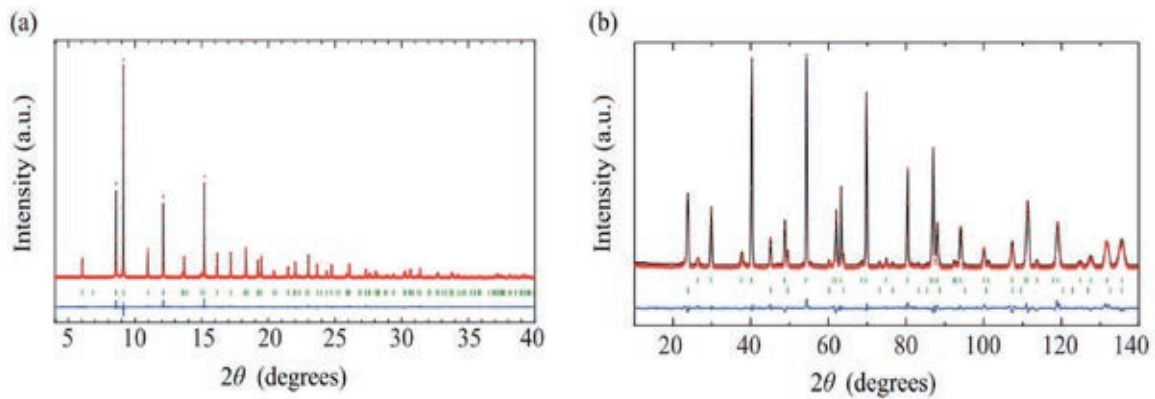 (a)
Intensity (a.u.)
5 10 15 20 25 30 35 40
2θ (degrees)
(b)
Intensity (a.u.)
20 40 60 80 100 120 140
2θ (degrees)